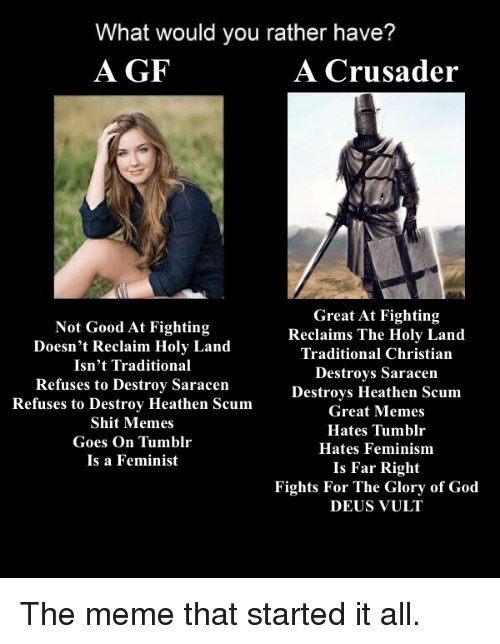 What would you rather have?
A GF
Not Good At Fighting
Doesn't Reclaim Holy Land
Isn't Traditional
Refuses to Destroy Saracen
Refuses to Destroy Heathen Scum
Shit Memes
Goes On Tumblr
Is a Feminist
A Crusader
Great At Fighting
Reclaims The Holy Land
Traditional Christian
Destroys Saracen
Destroys Heathen Scum
Great Memes
Hates Tumblr
Hates Feminism
Is Far Right
Fights For The Glory of God
DEUS VULT
The meme that started it all.